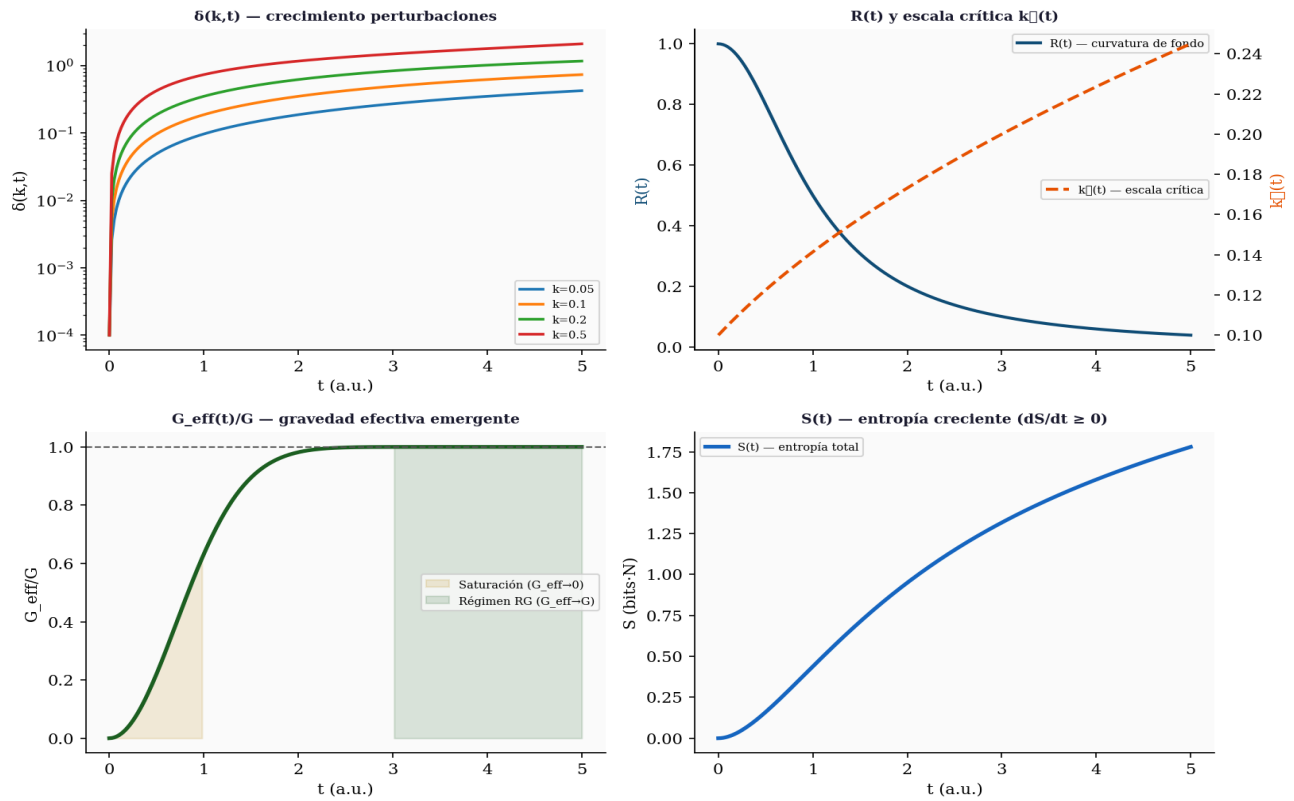 δ(k,t) — crecimiento perturbaciones
10⁰
10⁻¹
10⁻²
10⁻³
10⁻⁴
δ(k,t)
k=0.05
k=0.1
k=0.2
k=0.5
0 1 2 3 4 5
t (a.u.)
R(t) y escala crítica k▯(t)
1.0
0.8
0.6
0.4
0.2
0.0
R(t)
R(t) — curvatura de fondo
k▯(t) — escala crítica
0.24
0.22
0.20
0.18
0.16
0.14
0.12
0.10
k▯(t)
0 1 2 3 4 5
t (a.u.)
G_eff(t)/G — gravedad efectiva emergente
1.0
0.8
0.6
0.4
0.2
0.0
G_eff/G
Saturación (G_eff→0)
Régimen RG (G_eff→G)
0 1 2 3 4 5
t (a.u.)
S(t) — entropía creciente (dS/dt ≥ 0)
1.75
1.50
1.25
1.00
0.75
0.50
0.25
0.00
S (bits·N)
S(t) — entropía total
0 1 2 3 4 5
t (a.u.)